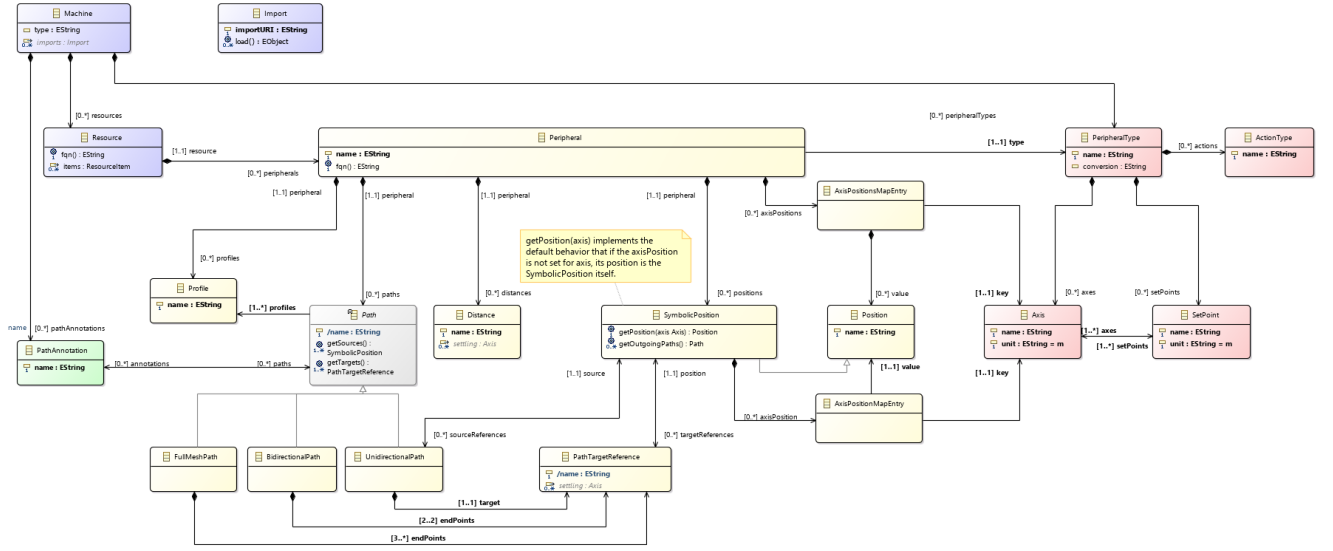 Machine
type : EString
imports : Import
Import
importURI : EString
load() : EObject
[0..*] resources
[0..*] peripheralTypes
Resource
fqn() : EString
items : ResourceItem
[1..1] resource
[0..*] peripherals
Peripheral
name : EString
fqn() : EString
[1..1] type
PeripheralType
name : EString
conversion : EString
[0..*] actions
ActionType
name : EString
[1..1] peripheral
[1..1] peripheral
[1..1] peripheral
[1..1] peripheral
[0..*] axisPositions
AxisPositionsMapEntry
getPosition(axis) implements the
default behavior that if the axisPosition
is not set for axis, its position is the
SymbolicPosition itself.
[0..*] profiles
Profile
name : EString
[1..*] profiles
[0..*] paths
[0..*] distances
[0..*] positions
[0..*] value
[1..1] key
[0..*] axes
[0..*] setPoints
Path
/name : EString
getSources() :
SymbolicPosition
getTargets() :
PathTargetReference
Distance
name : EString
settling : Axis
SymbolicPosition
getPosition(axis Axis) : Position
getOutgoingPaths() : Path
Position
name : EString
Axis
name : EString
unit : EString = m
[1..*] axes
[1..*] setPoints
SetPoint
name : EString
unit : EString = m
name
[0..*] pathAnnotations
PathAnnotation
name : EString
[0..*] annotations
[0..*] paths
[1..1] source
[1..1] position
[1..1] value
[1..1] key
[0..*] axisPosition
AxisPositionMapEntry
[0..*] sourceReferences
[0..*] targetReferences
FullMeshPath
BidirectionalPath
UnidirectionalPath
PathTargetReference
/name : EString
settling : Axis
[1..1] target
[2..2] endPoints
[3..*] endPoints